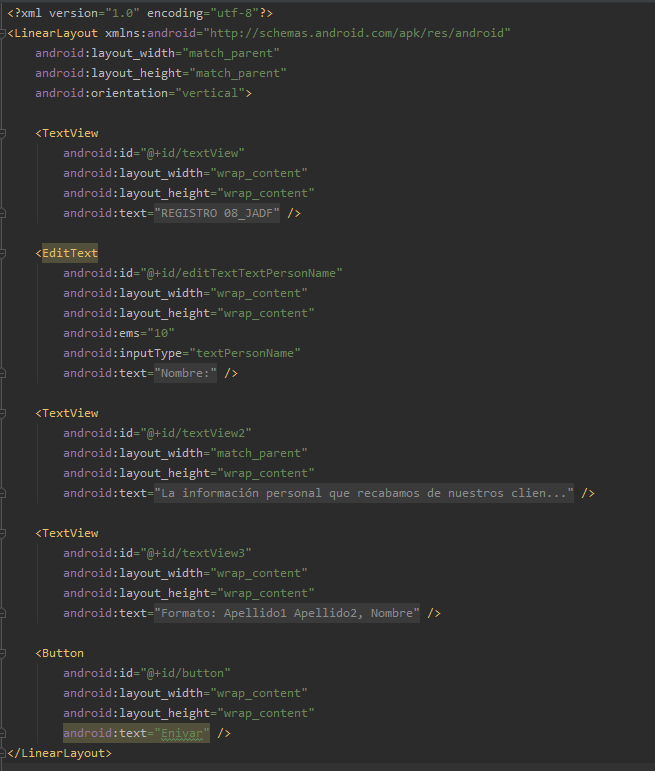 <?xml version="1.0" encoding="utf-8"?>
<LinearLayout xmlns:android="http://schemas.android.com/apk/res/android"
    android:layout_width="match_parent"
    android:layout_height="match_parent"
    android:orientation="vertical">

    <TextView
        android:id="@+id/textView"
        android:layout_width="wrap_content"
        android:layout_height="wrap_content"
        android:text="REGISTRO 08_JADF" />

    <EditText
        android:id="@+id/editTextTextPersonName"
        android:layout_width="wrap_content"
        android:layout_height="wrap_content"
        android:ems="10"
        android:inputType="textPersonName"
        android:text="Nombre:" />

    <TextView
        android:id="@+id/textView2"
        android:layout_width="match_parent"
        android:layout_height="wrap_content"
        android:text="La información personal que recabamos de nuestros clien..." />

    <TextView
        android:id="@+id/textView3"
        android:layout_width="wrap_content"
        android:layout_height="wrap_content"
        android:text="Formato: Apellido1 Apellido2, Nombre" />

    <Button
        android:id="@+id/button"
        android:layout_width="wrap_content"
        android:layout_height="wrap_content"
        android:text="Enivar" />
</LinearLayout>